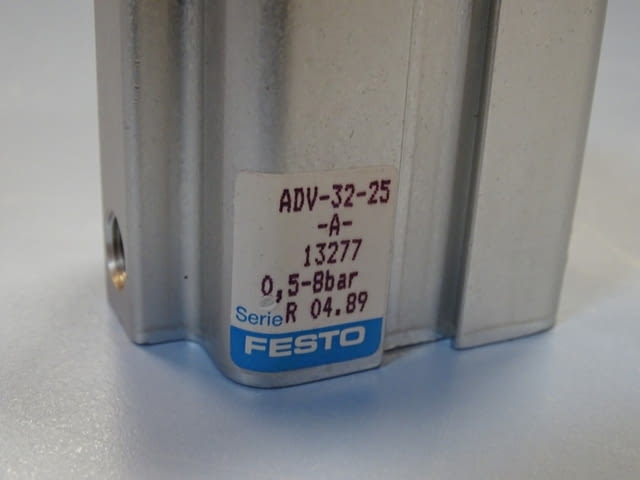 ADV-32-25
-A-
13277
0,5-8bar
Serie R 04.89
FESTO